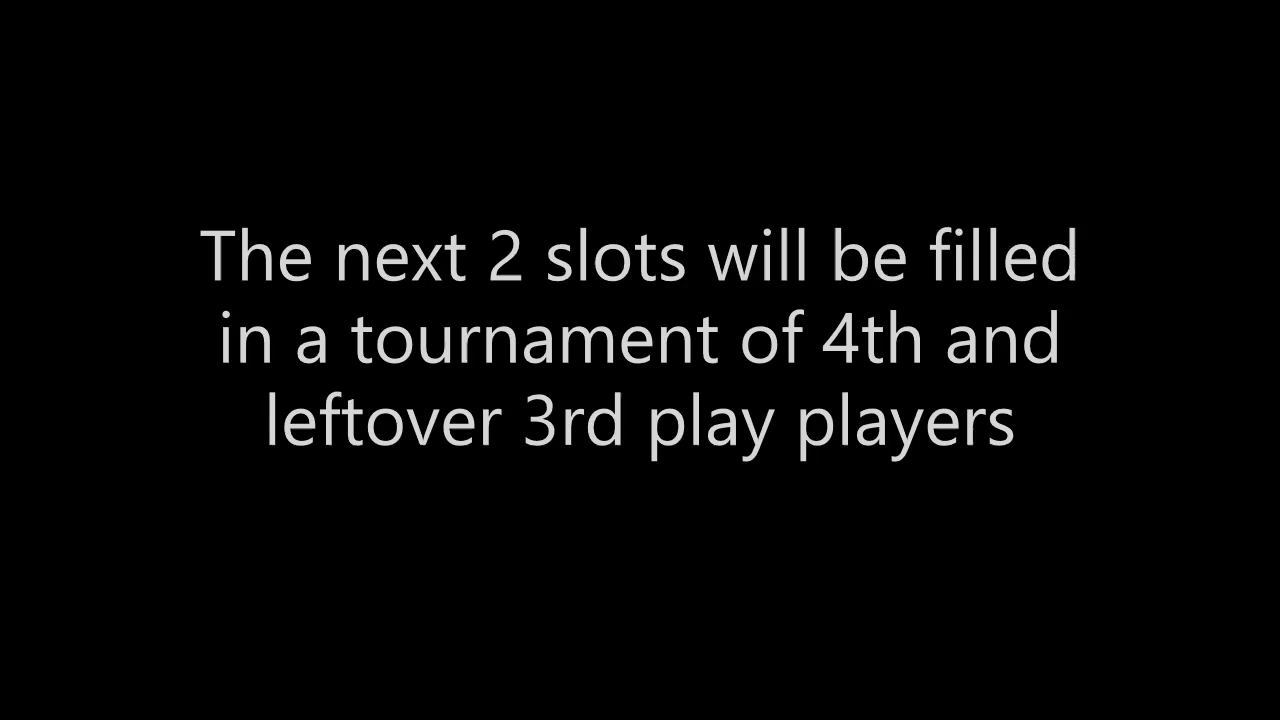 The next 2 slots will be filled
in a tournament of 4th and
leftover 3rd play players